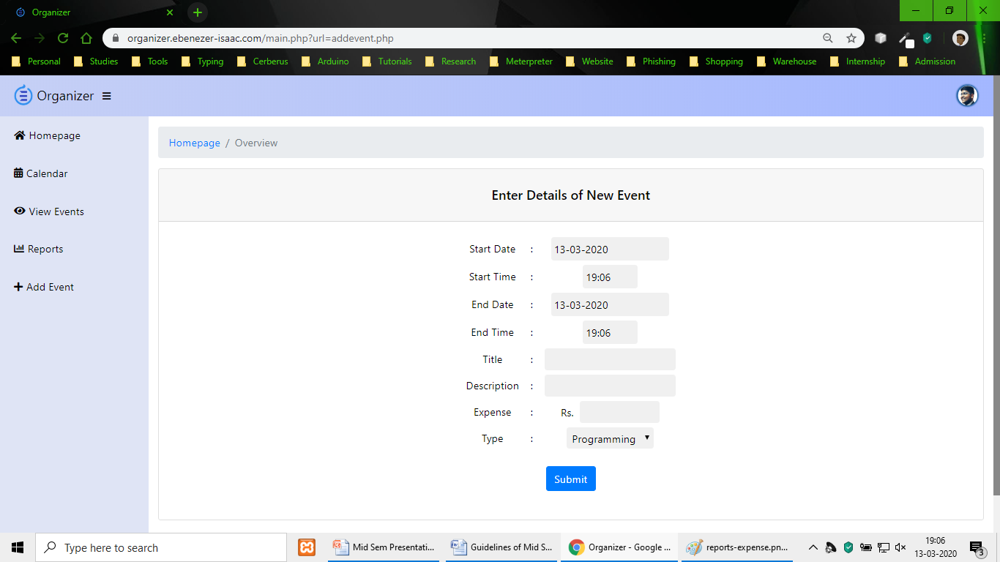 Organizer
organizer.ebenezer-isaac.com/main.php?url=addevent.php
Personal Studies Tools Typing Cerberus Arduino Tutorials Research Meterpreter Website Phishing Shopping Warehouse Internship Admission
Organizer
Homepage
Calendar
View Events
Reports
Add Event
Homepage / Overview
Enter Details of New Event
Start Date : 13-03-2020
Start Time : 19:06
End Date : 13-03-2020
End Time : 19:06
Title :
Description :
Expense : Rs.
Type : Programming
Submit
Type here to search
Mid Sem Presentati...
Guidelines of Mid S...
Organizer - Google ...
reports-expense.pn...
19:06
13-03-2020
3